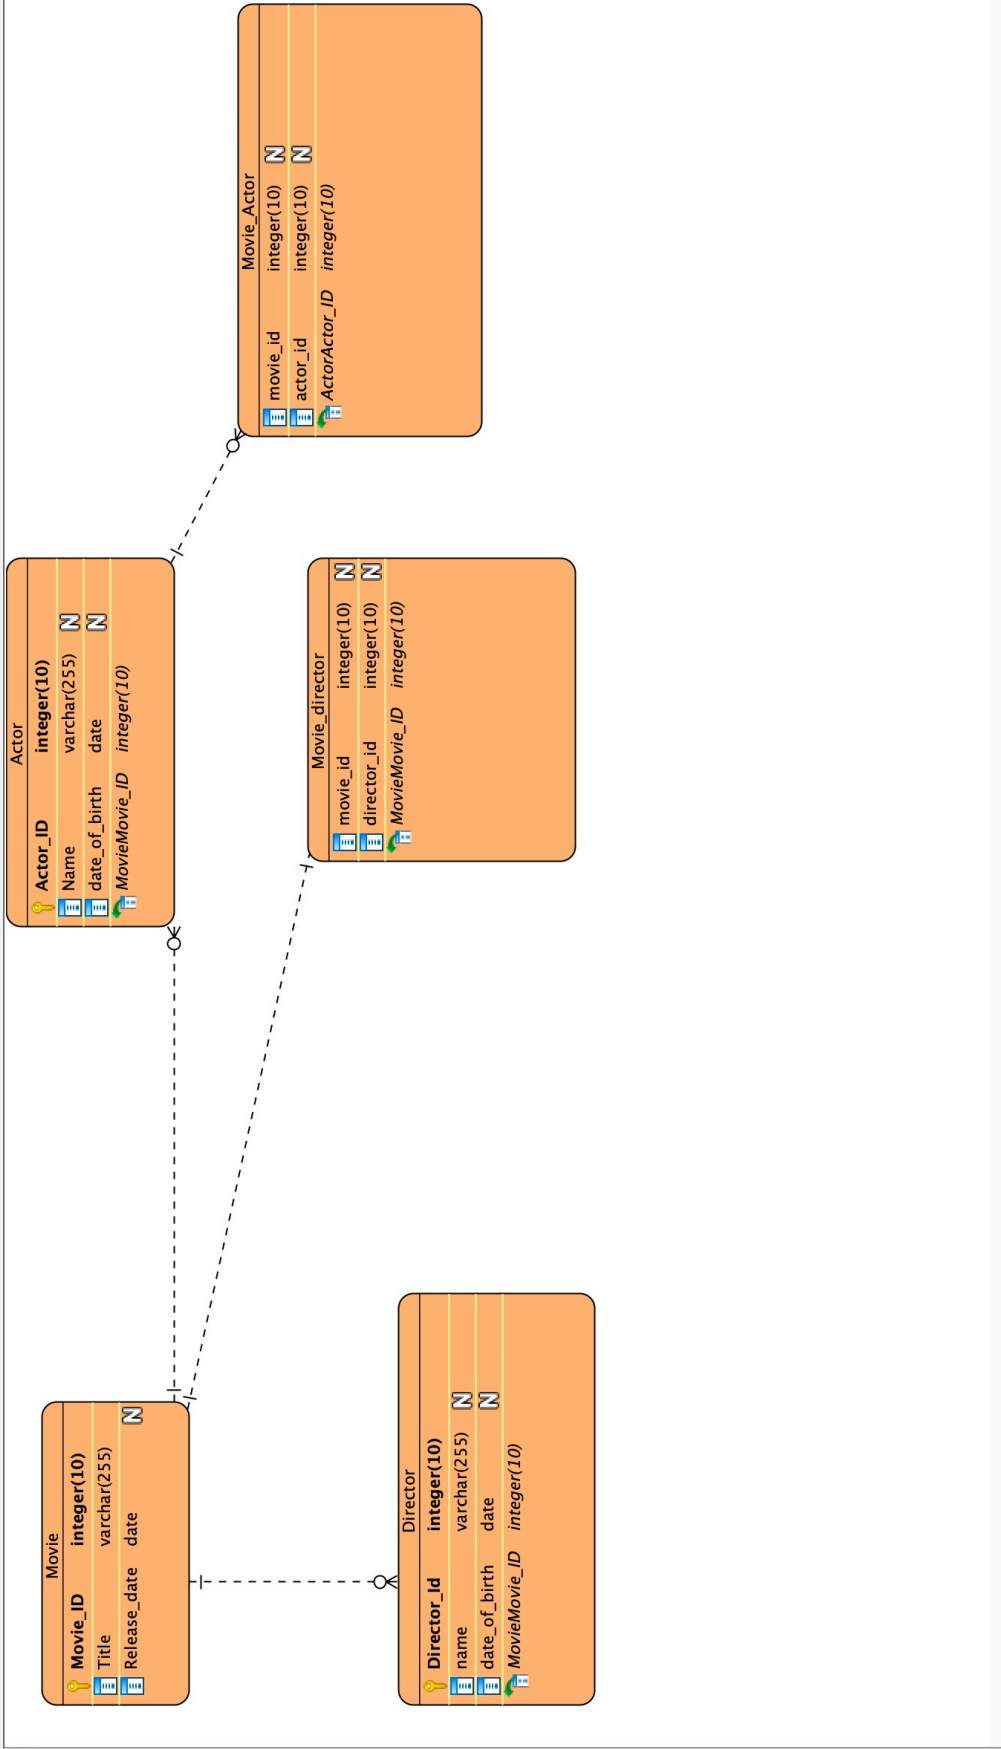 Movie
Movie_ID integer(10)
Title varchar(255)
Release_date date N
Actor
Actor_ID integer(10)
Name varchar(255) N
date_of_birth date N
MovieMovie_ID integer(10)
Movie_Actor
movie_id integer(10) N
actor_id integer(10) N
ActorActor_ID integer(10)
Movie_director
movie_id integer(10) N
director_id integer(10) N
MovieMovie_ID integer(10)
Director
Director_Id integer(10)
name varchar(255) N
date_of_birth date N
MovieMovie_ID integer(10)